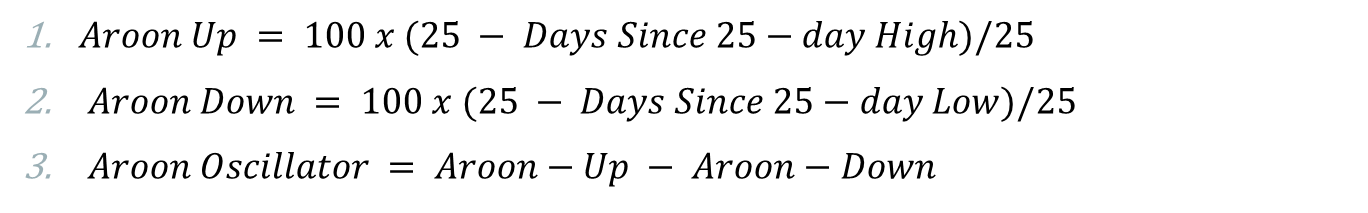 1. Aroon Up = 100 x (25 − Days Since 25 − day High)/25
2. Aroon Down = 100 x (25 − Days Since 25 − day Low)/25
3. Aroon Oscillator = Aroon − Up − Aroon − Down